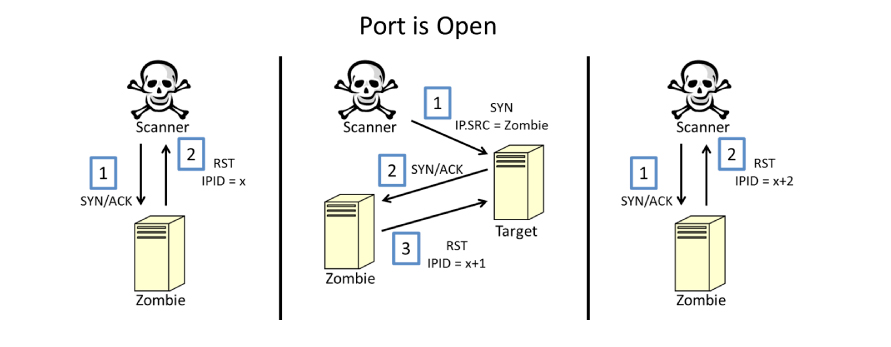 Port is Open
Scanner
1
SYN/ACK
2
RST
IPID = x
Zombie
Scanner
1
SYN
IP.SRC = Zombie
2
SYN/ACK
Target
3
RST
IPID = x+1
Zombie
Scanner
1
SYN/ACK
2
RST
IPID = x+2
Zombie